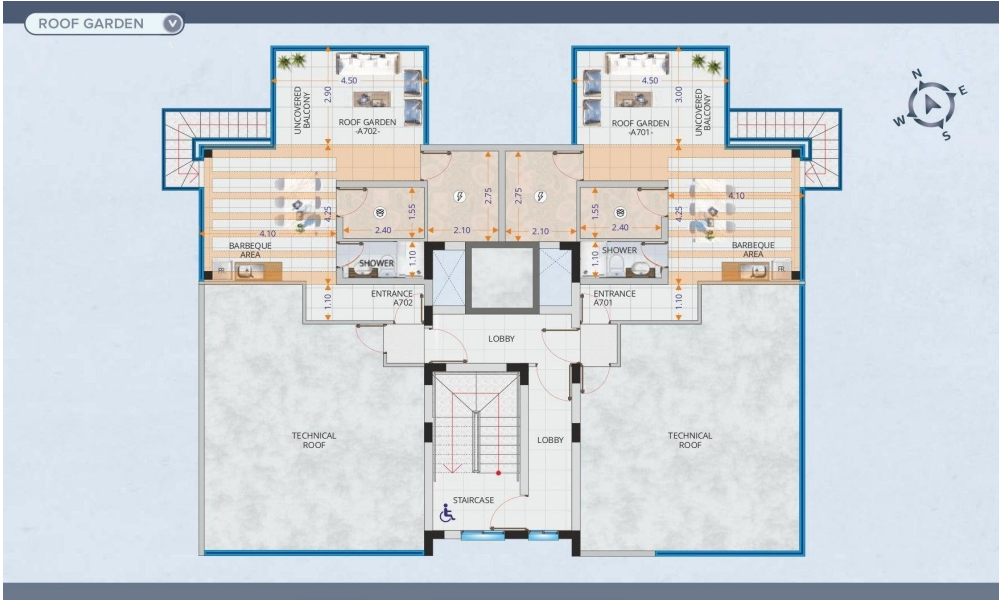 ROOF GARDEN
N
E
W
S
4.50
2.90
UNCOVERED
BALCONY
ROOF GARDEN
-A702-
4.50
3.00
UNCOVERED
BALCONY
ROOF GARDEN
-A701-
4.10
4.25
BARBEQUE
AREA
FR
1.55
2.40
2.75
2.10
SHOWER
1.10
2.75
2.10
1.55
2.40
4.25
4.10
SHOWER
1.10
BARBEQUE
AREA
FR
1.10
ENTRANCE
A702
ENTRANCE
A701
1.10
LOBBY
TECHNICAL
ROOF
LOBBY
TECHNICAL
ROOF
STAIRCASE